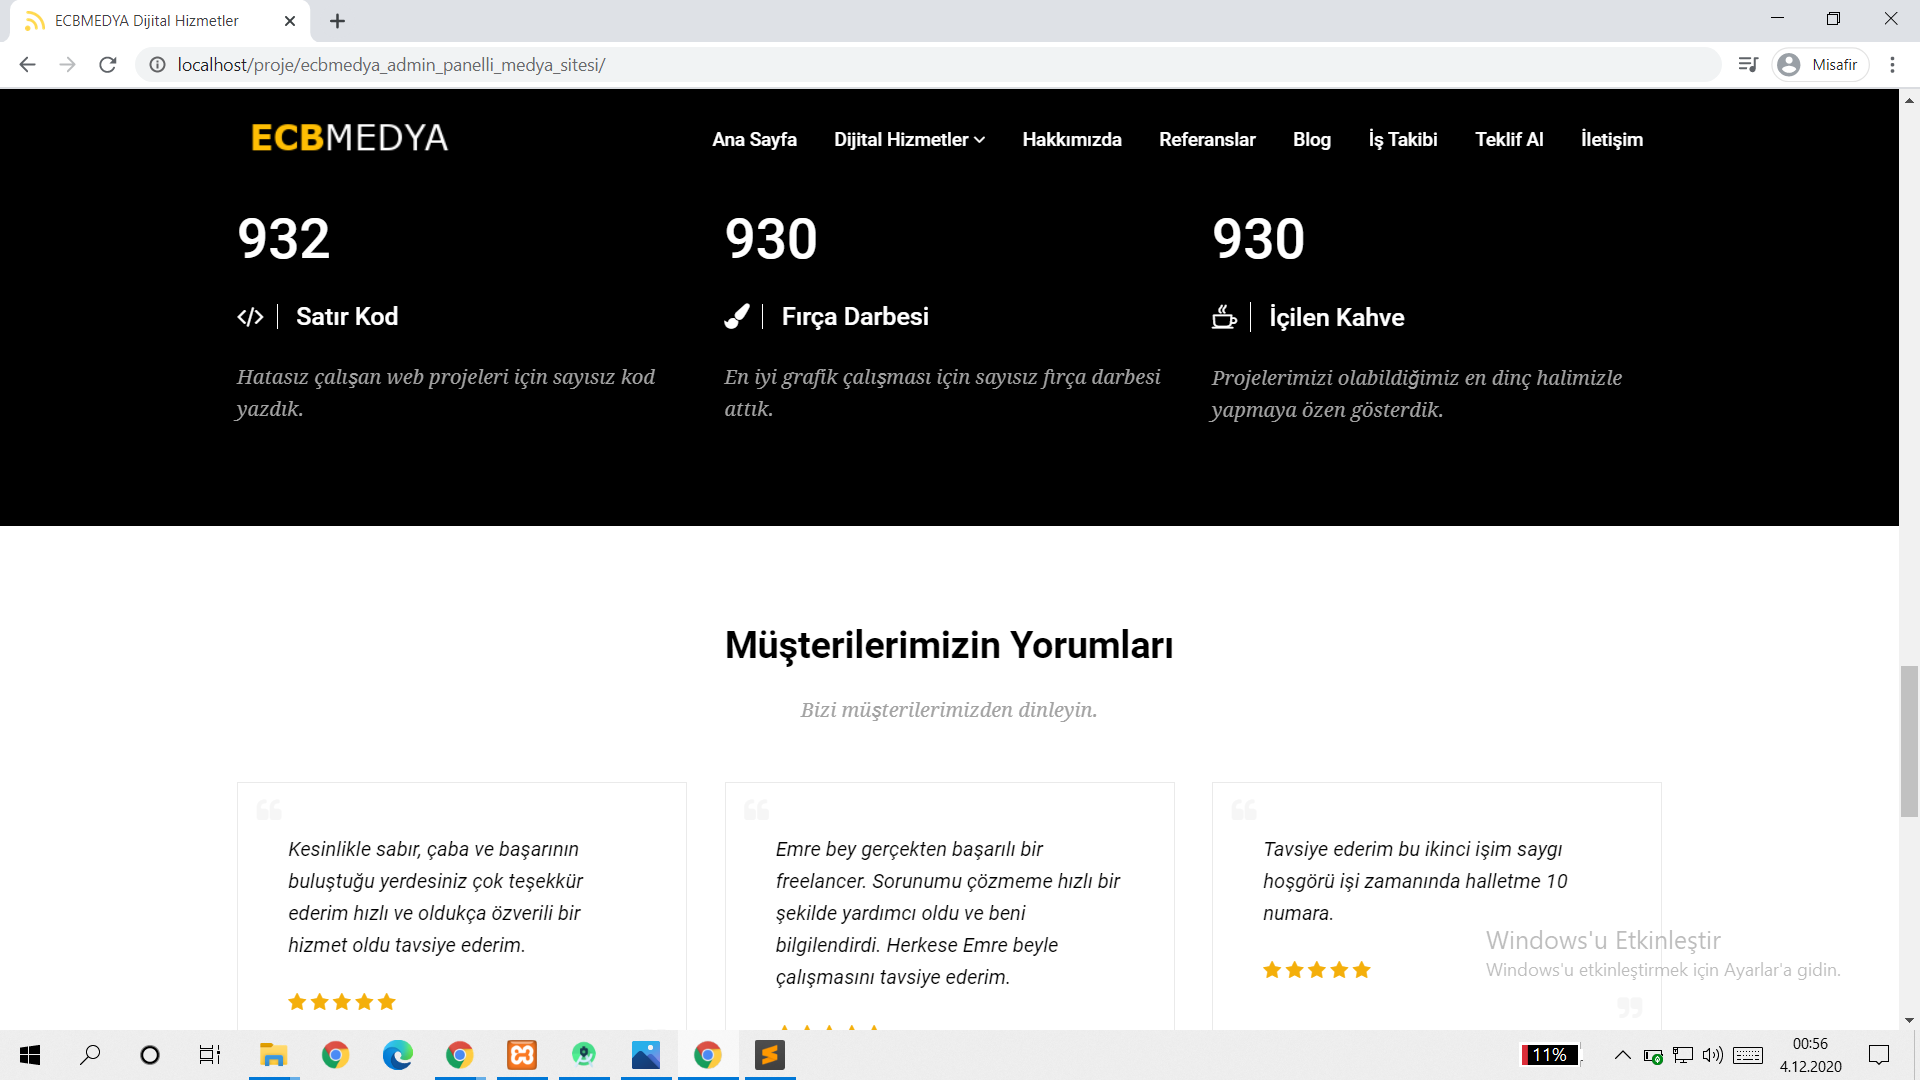 ECBMEDYA Dijital Hizmetler
localhost/proje/ecbmedya_admin_panelli_medya_sitesi/
Misafir
ECBMEDYA
Ana Sayfa
Dijital Hizmetler
Hakkımızda
Referanslar
Blog
İş Takibi
Teklif Al
İletişim
932
930
930
Satır Kod
Fırça Darbesi
İçilen Kahve
Hatasız çalışan web projeleri için sayısız kod
yazdık.
En iyi grafik çalışması için sayısız fırça darbesi
attık.
Projelerimizi olabildiğimiz en dinç halimizle
yapmaya özen gösterdik.
Müşterilerimizin Yorumları
Bizi müşterilerimizden dinleyin.
Kesinlikle sabır, çaba ve başarının
buluştuğu yerdesiniz çok teşekkür
ederim hızlı ve oldukça özverili bir
hizmet oldu tavsiye ederim.
Emre bey gerçekten başarılı bir
freelancer. Sorunumu çözmeme hızlı bir
şekilde yardımcı oldu ve beni
bilgilendirdi. Herkese Emre beyle
çalışmasını tavsiye ederim.
Tavsiye ederim bu ikinci işim saygı
hoşgörü işi zamanında halletme 10
numara.
Windows'u Etkinleştir
Windows'u etkinleştirmek için Ayarlar'a gidin.
11%
00:56
4.12.2020